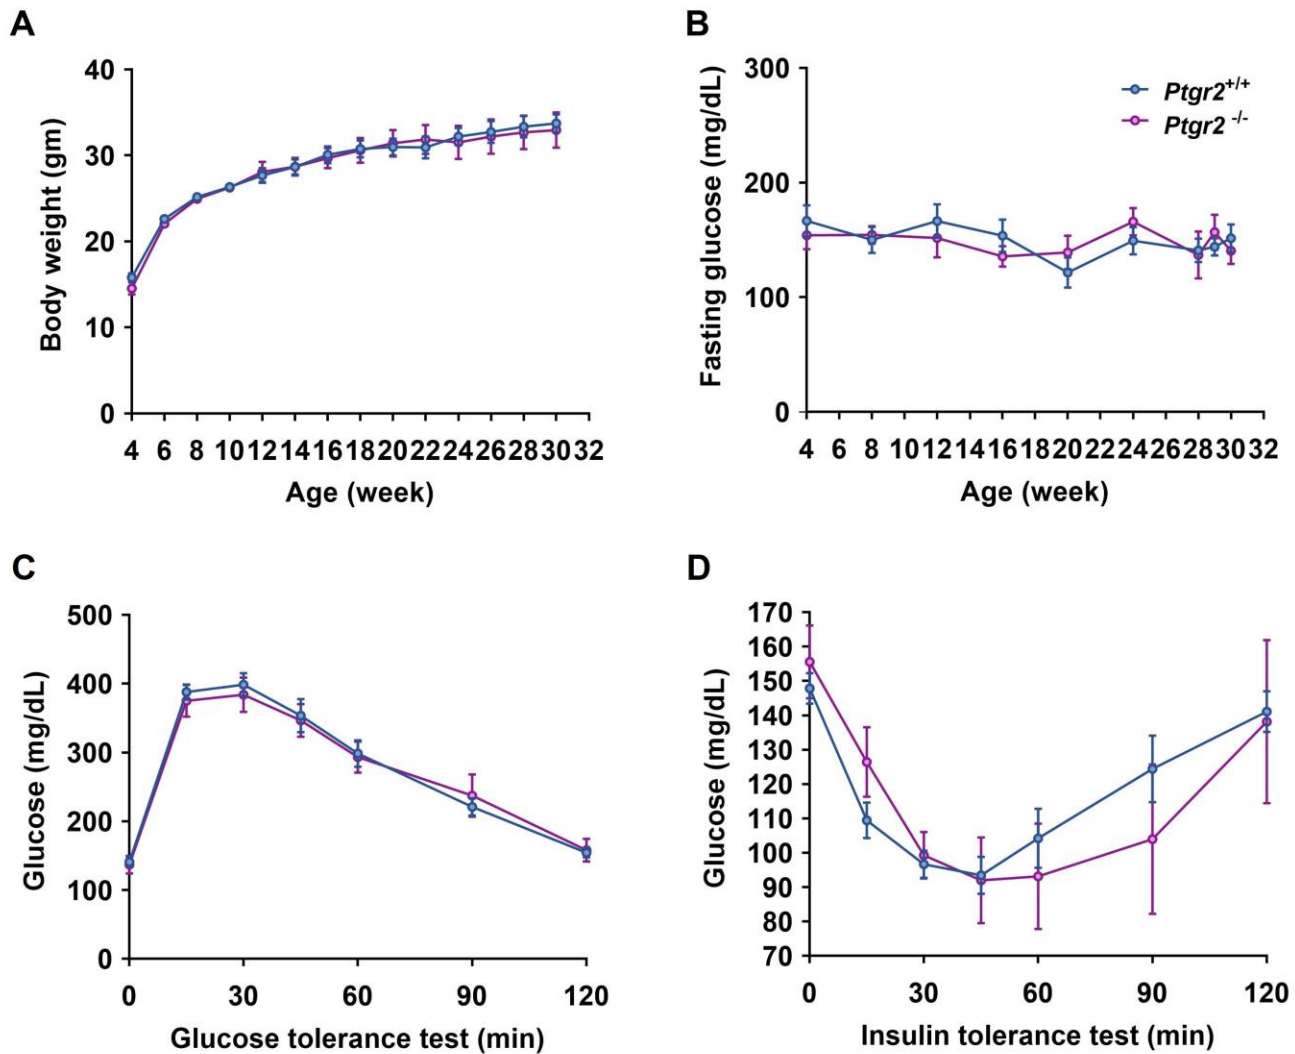 A
Body weight (gm)
40
30
20
10
0
4 6 8 10 12 14 16 18 20 22 24 26 28 30 32
Age (week)
B
Fasting glucose (mg/dL)
300
200
100
0
Ptgr2+/+
Ptgr2 -/-
4 6 8 10 12 14 16 18 20 22 24 26 28 30 32
Age (week)
C
Glucose (mg/dL)
500
400
300
200
100
0
0 30 60 90 120
Glucose tolerance test (min)
D
Glucose (mg/dL)
170
160
150
140
130
120
110
100
90
80
70
0 30 60 90 120
Insulin tolerance test (min)